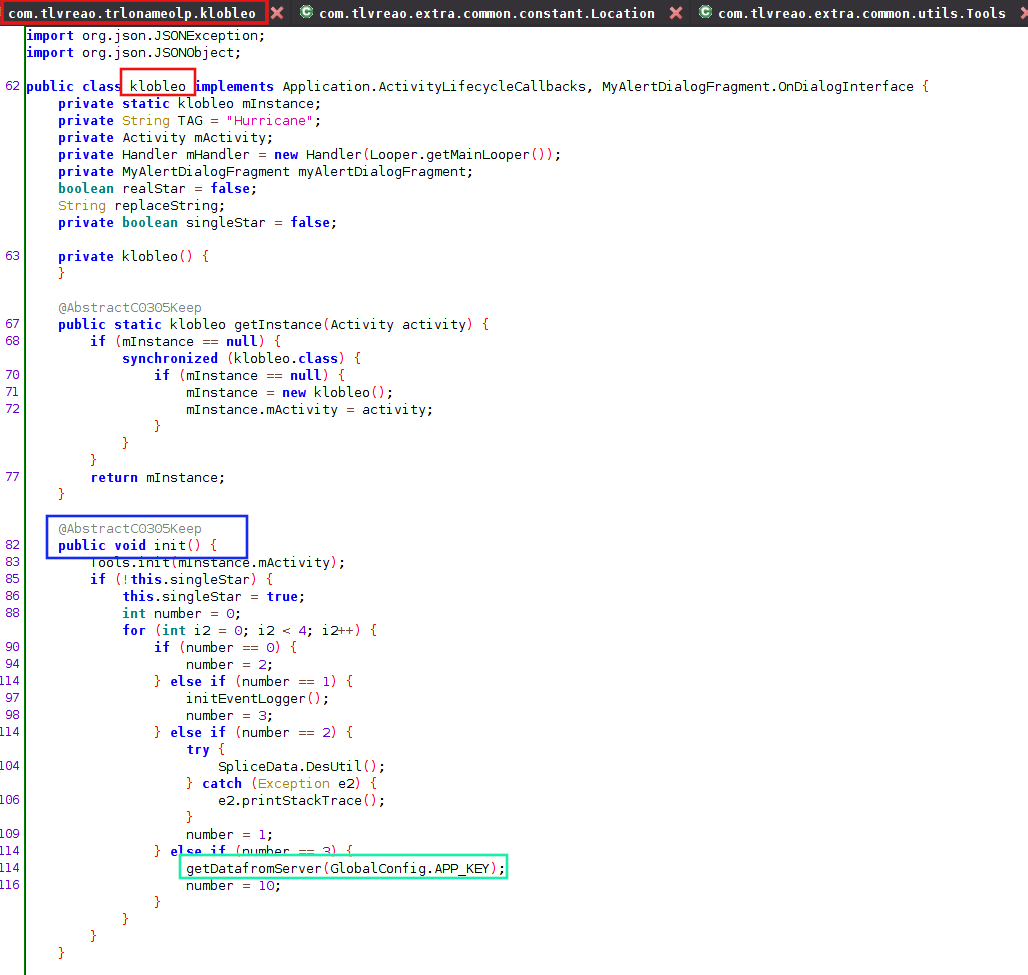 com.tlvreao.trlonameolp.klobleo com.tlvreao.extra.common.constant.Location com.tlvreao.extra.common.utils.Tools
import org.json.JSONException;
import org.json.JSONObject;
62 public class klobleo implements Application.ActivityLifecycleCallbacks, MyAlertDialogFragment.OnDialogInterface {
private static klobleo mInstance;
private String TAG = "Hurricane";
private Activity mActivity;
private Handler mHandler = new Handler(Looper.getMainLooper());
private MyAlertDialogFragment myAlertDialogFragment;
boolean realStar = false;
String replaceString;
private boolean singleStar = false;
63 private klobleo() {
}
@AbstractC0305Keep
67 public static klobleo getInstance(Activity activity) {
68 if (mInstance == null) {
synchronized (klobleo.class) {
70 if (mInstance == null) {
71 mInstance = new klobleo();
72 mInstance.mActivity = activity;
}
}
}
77 return mInstance;
}
@AbstractC0305Keep
82 public void init() {
83 Tools.init(mInstance.mActivity);
85 if (!this.singleStar) {
86 this.singleStar = true;
88 int number = 0;
for (int i2 = 0; i2 < 4; i2++) {
90 if (number == 0) {
94 number = 2;
114 } else if (number == 1) {
97 initEventLogger();
98 number = 3;
114 } else if (number == 2) {
try {
104 SpliceData.DesUtil();
} catch (Exception e2) {
106 e2.printStackTrace();
}
109 number = 1;
114 } else if (number == 3) {
114 getDatafromServer(GlobalConfig.APP_KEY);
116 number = 10;
}
}
}
}